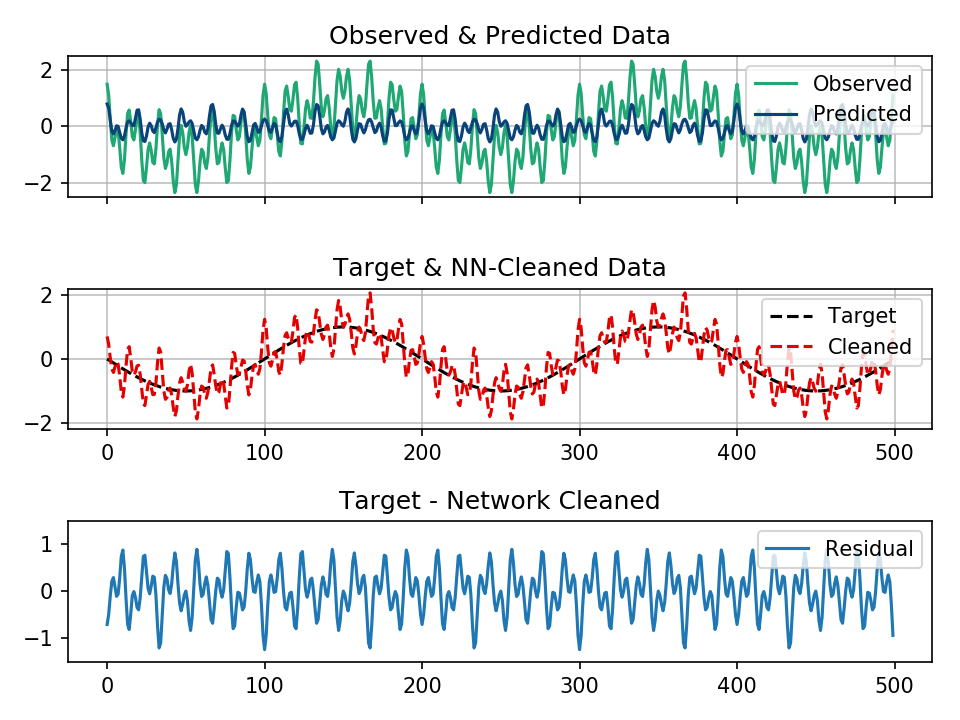 Observed & Predicted Data
2
0
−2
Observed
Predicted
Target & NN-Cleaned Data
2
0
−2
Target
Cleaned
0 100 200 300 400 500
Target - Network Cleaned
1
0
−1
Residual
0 100 200 300 400 500